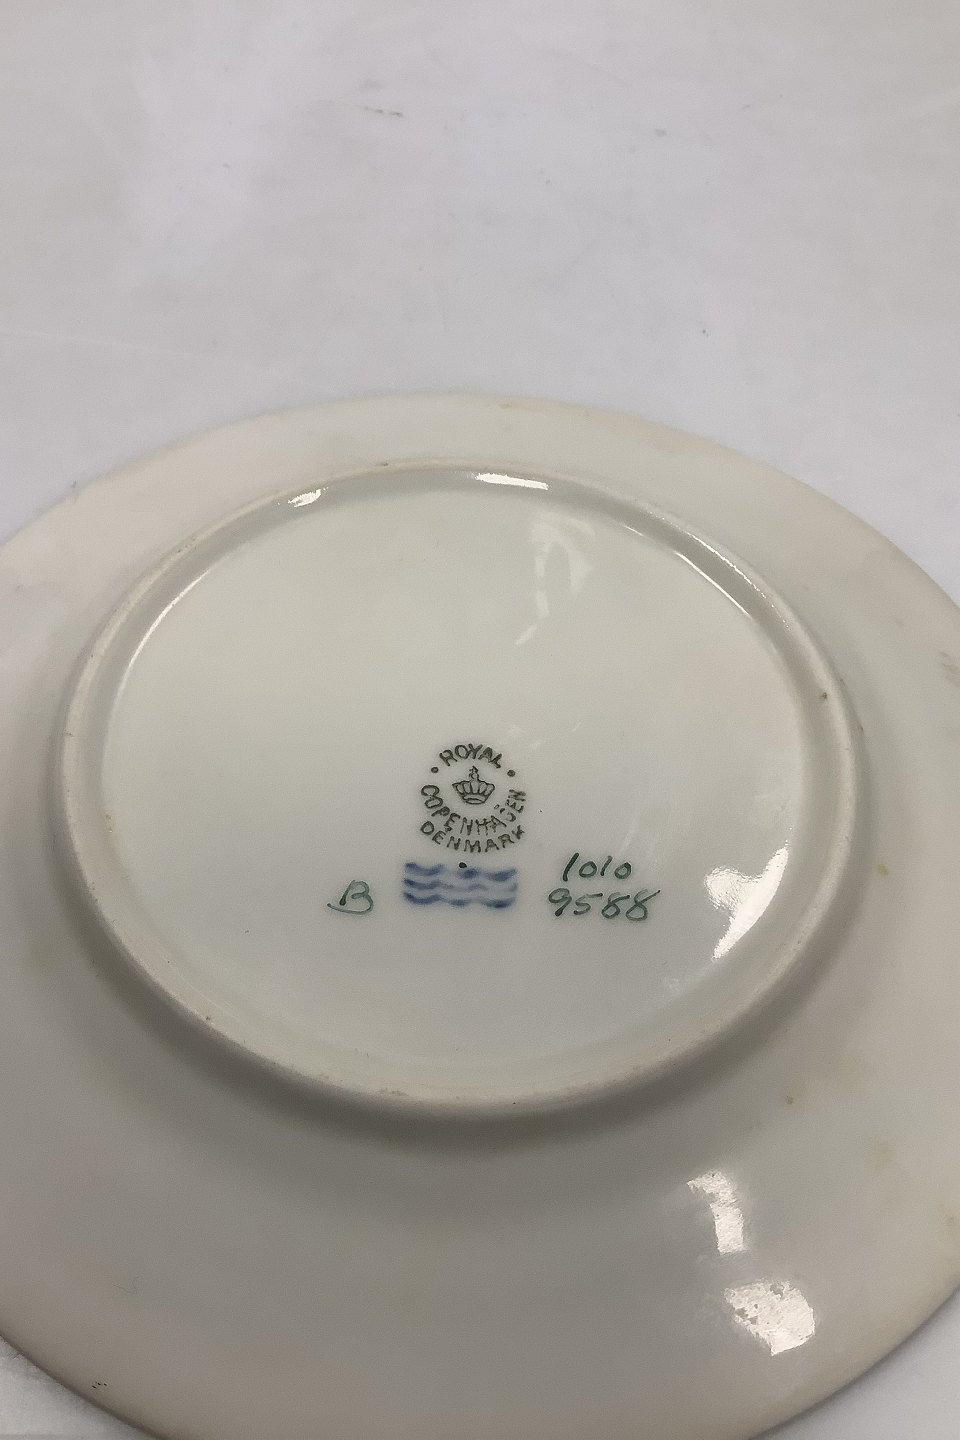 ROYAL
COPENHAGEN
DENMARK
B
1010
9588